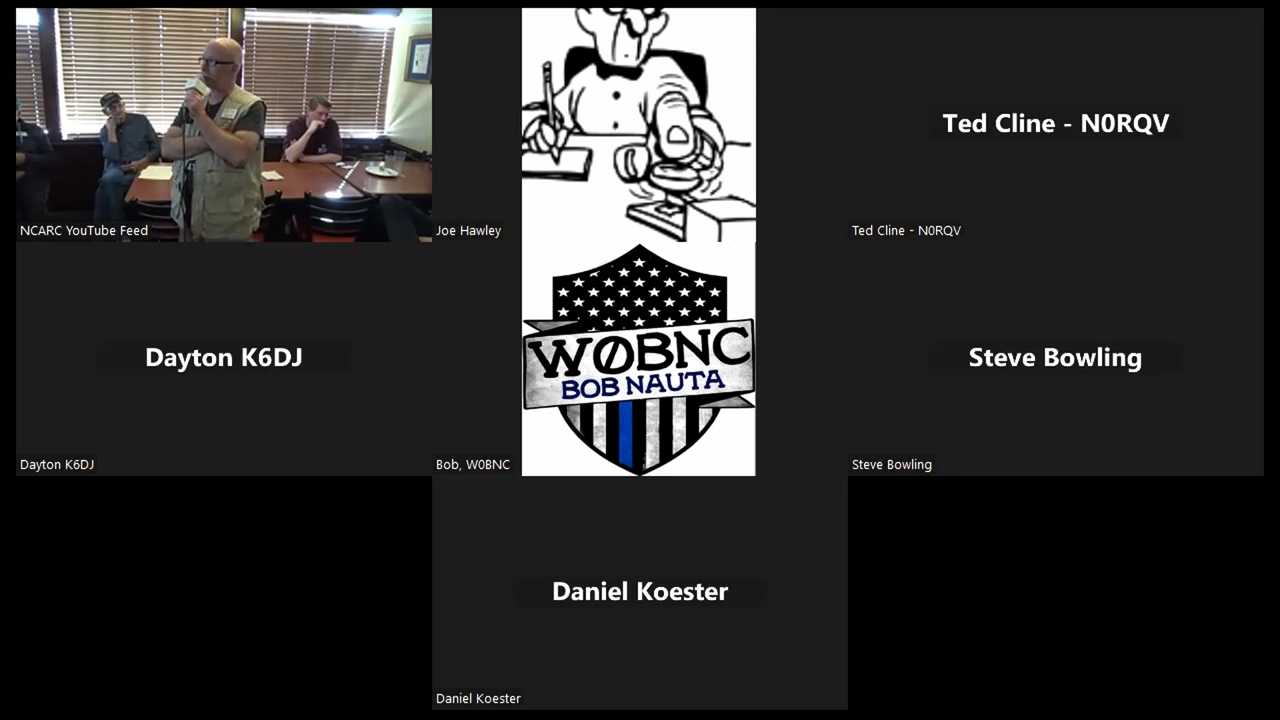 Ted Cline - N0RQV
NCARC YouTube Feed
Joe Hawley
Ted Cline - N0RQV
Dayton K6DJ
WØBNC
BOB NAUTA
Steve Bowling
Dayton K6DJ
Bob, W0BNC
Steve Bowling
Daniel Koester
Daniel Koester